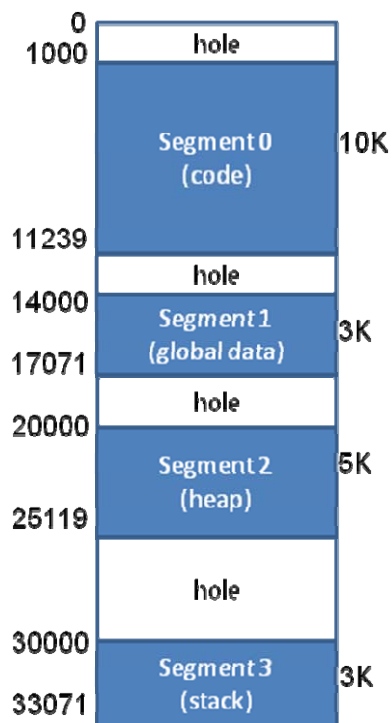 0
hole
1000
Segment 0
(code)
10K
11239
hole
14000
Segment 1
(global data)
3K
17071
hole
20000
Segment 2
(heap)
5K
25119
hole
30000
Segment 3
(stack)
3K
33071